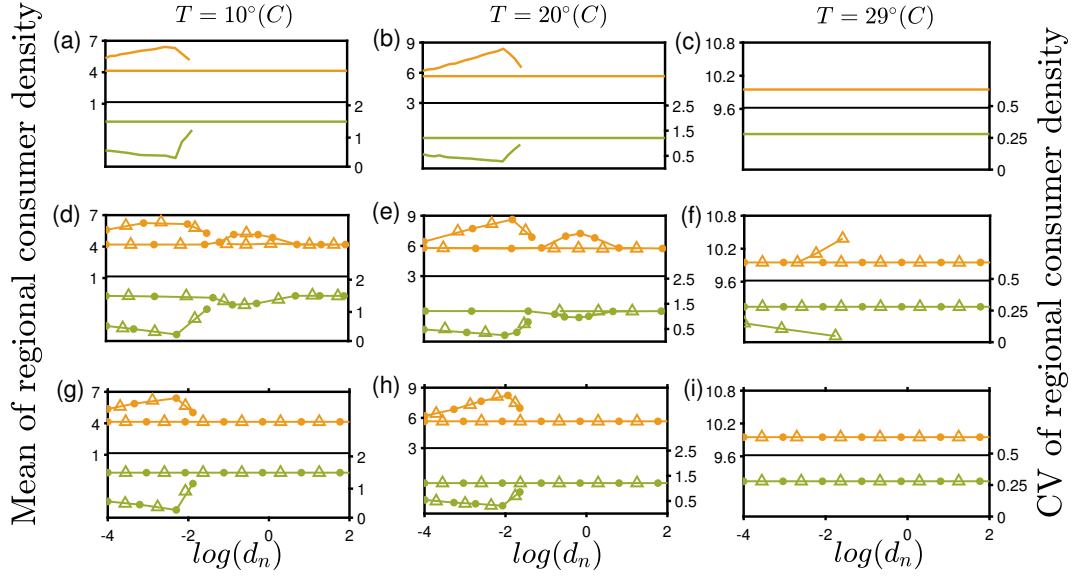 T = 10°(C)
T = 20°(C)
T = 29°(C)
Mean of regional consumer density
CV of regional consumer density
(a)
7
4
1
2
1
0
(b)
9
6
3
2.5
1.5
0.5
(c)
10.8
10.2
9.6
0.5
0.25
0
(d)
7
4
1
2
1
0
(e)
9
6
3
2.5
1.5
0.5
(f)
10.8
10.2
9.6
0.5
0.25
0
(g)
7
4
1
2
1
0
(h)
9
6
3
2.5
1.5
0.5
(i)
10.8
10.2
9.6
0.5
0.25
0
-4 -2 0 2
-4 -2 0 2
-4 -2 0 2
log(d_n)
log(d_n)
log(d_n)